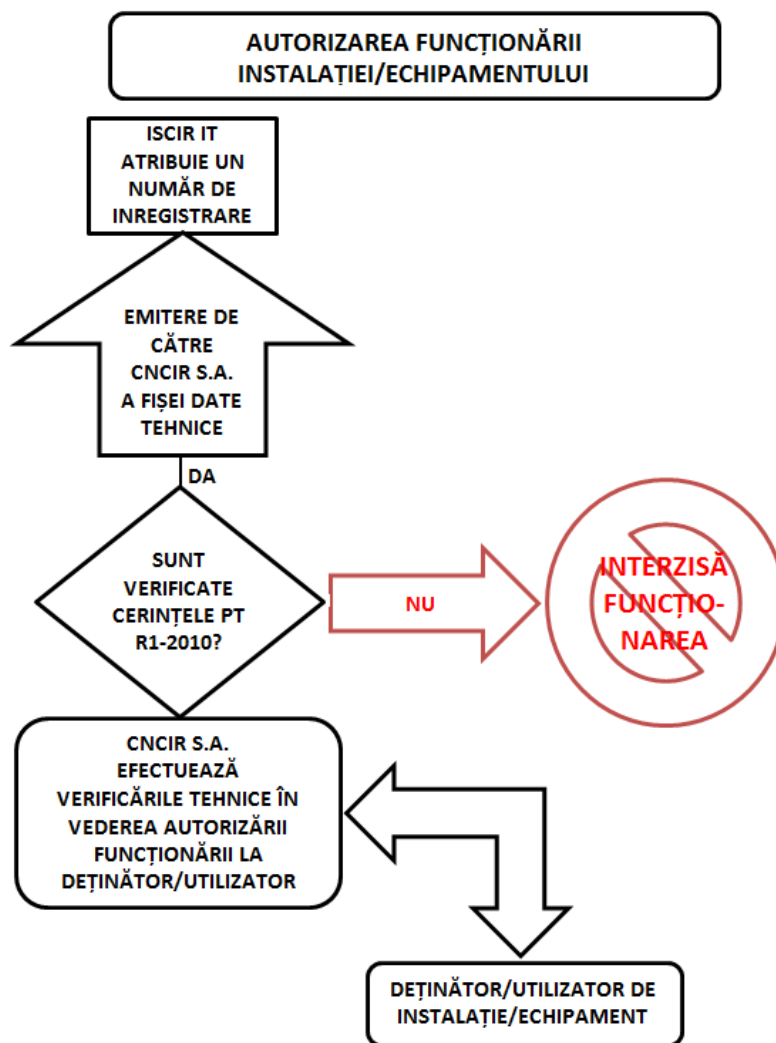 AUTORIZAREA FUNCȚIONĂRII
INSTALAȚIEI/ECHIPAMENTULUI
ISCIR IT
ATRIBUIE UN
NUMĂR DE
INREGISTRARE
EMITERE DE
CĂTRE
CNCIR S.A.
A FIȘEI DATE
TEHNICE
DA
SUNT
VERIFICATE
CERINȚELE PT
R1-2010?
NU
INTERZISĂ
FUNCȚIO-
NAREA
CNCIR S.A.
EFECTUEAZĂ
VERIFICĂRILE TEHNICE ÎN
VEDEREA AUTORIZĂRII
FUNCȚIONĂRII LA
DEȚINĂTOR/UTILIZATOR
DEȚINĂTOR/UTILIZATOR DE
INSTALAȚIE/ECHIPAMENT